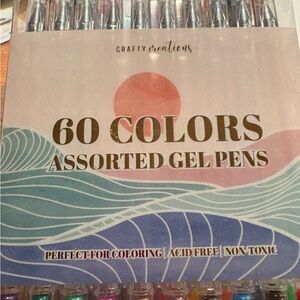 CRAFTY creations
60 COLORS
ASSORTED GEL PENS
PERFECT FOR COLORING | ACID FREE | NON-TOXIC